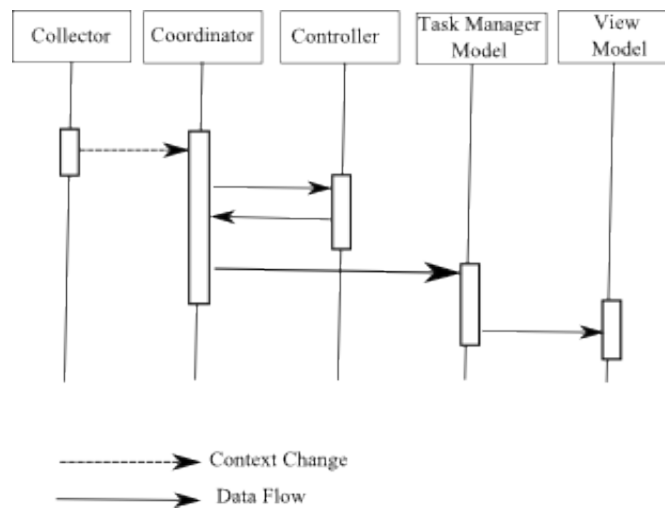 Collector
Coordinator
Controller
Task Manager
Model
View
Model
Context Change
Data Flow